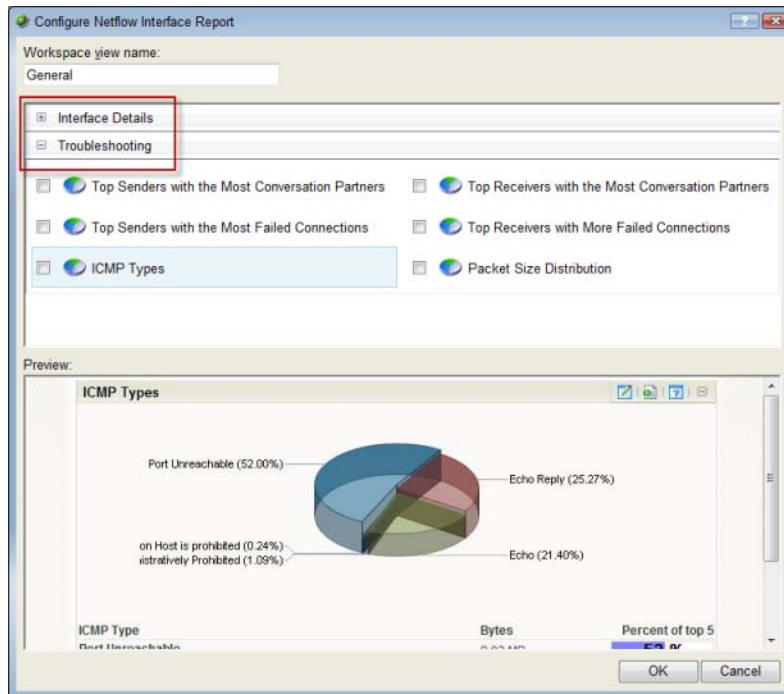 Configure Netflow Interface Report
Workspace view name:
General
Interface Details
Troubleshooting
Top Senders with the Most Conversation Partners
Top Receivers with the Most Conversation Partners
Top Senders with the Most Failed Connections
Top Receivers with More Failed Connections
ICMP Types
Packet Size Distribution
Preview:
ICMP Types
Port Unreachable (52.00%)
Echo Reply (25.27%)
on Host is prohibited (0.24%)
istratively Prohibited (1.09%)
Echo (21.40%)
ICMP Type Bytes Percent of top 5
Port Unreachable 52 %
OK Cancel